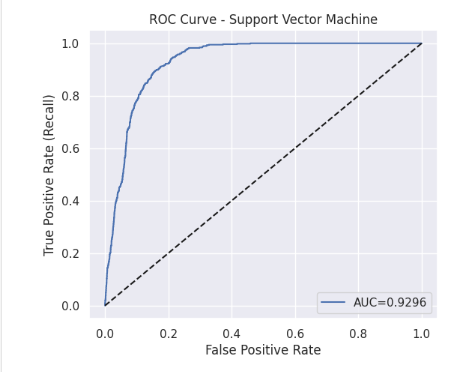 ROC Curve - Support Vector Machine
True Positive Rate (Recall)
1.0
0.8
0.6
0.4
0.2
0.0
AUC=0.9296
0.0 0.2 0.4 0.6 0.8 1.0
False Positive Rate